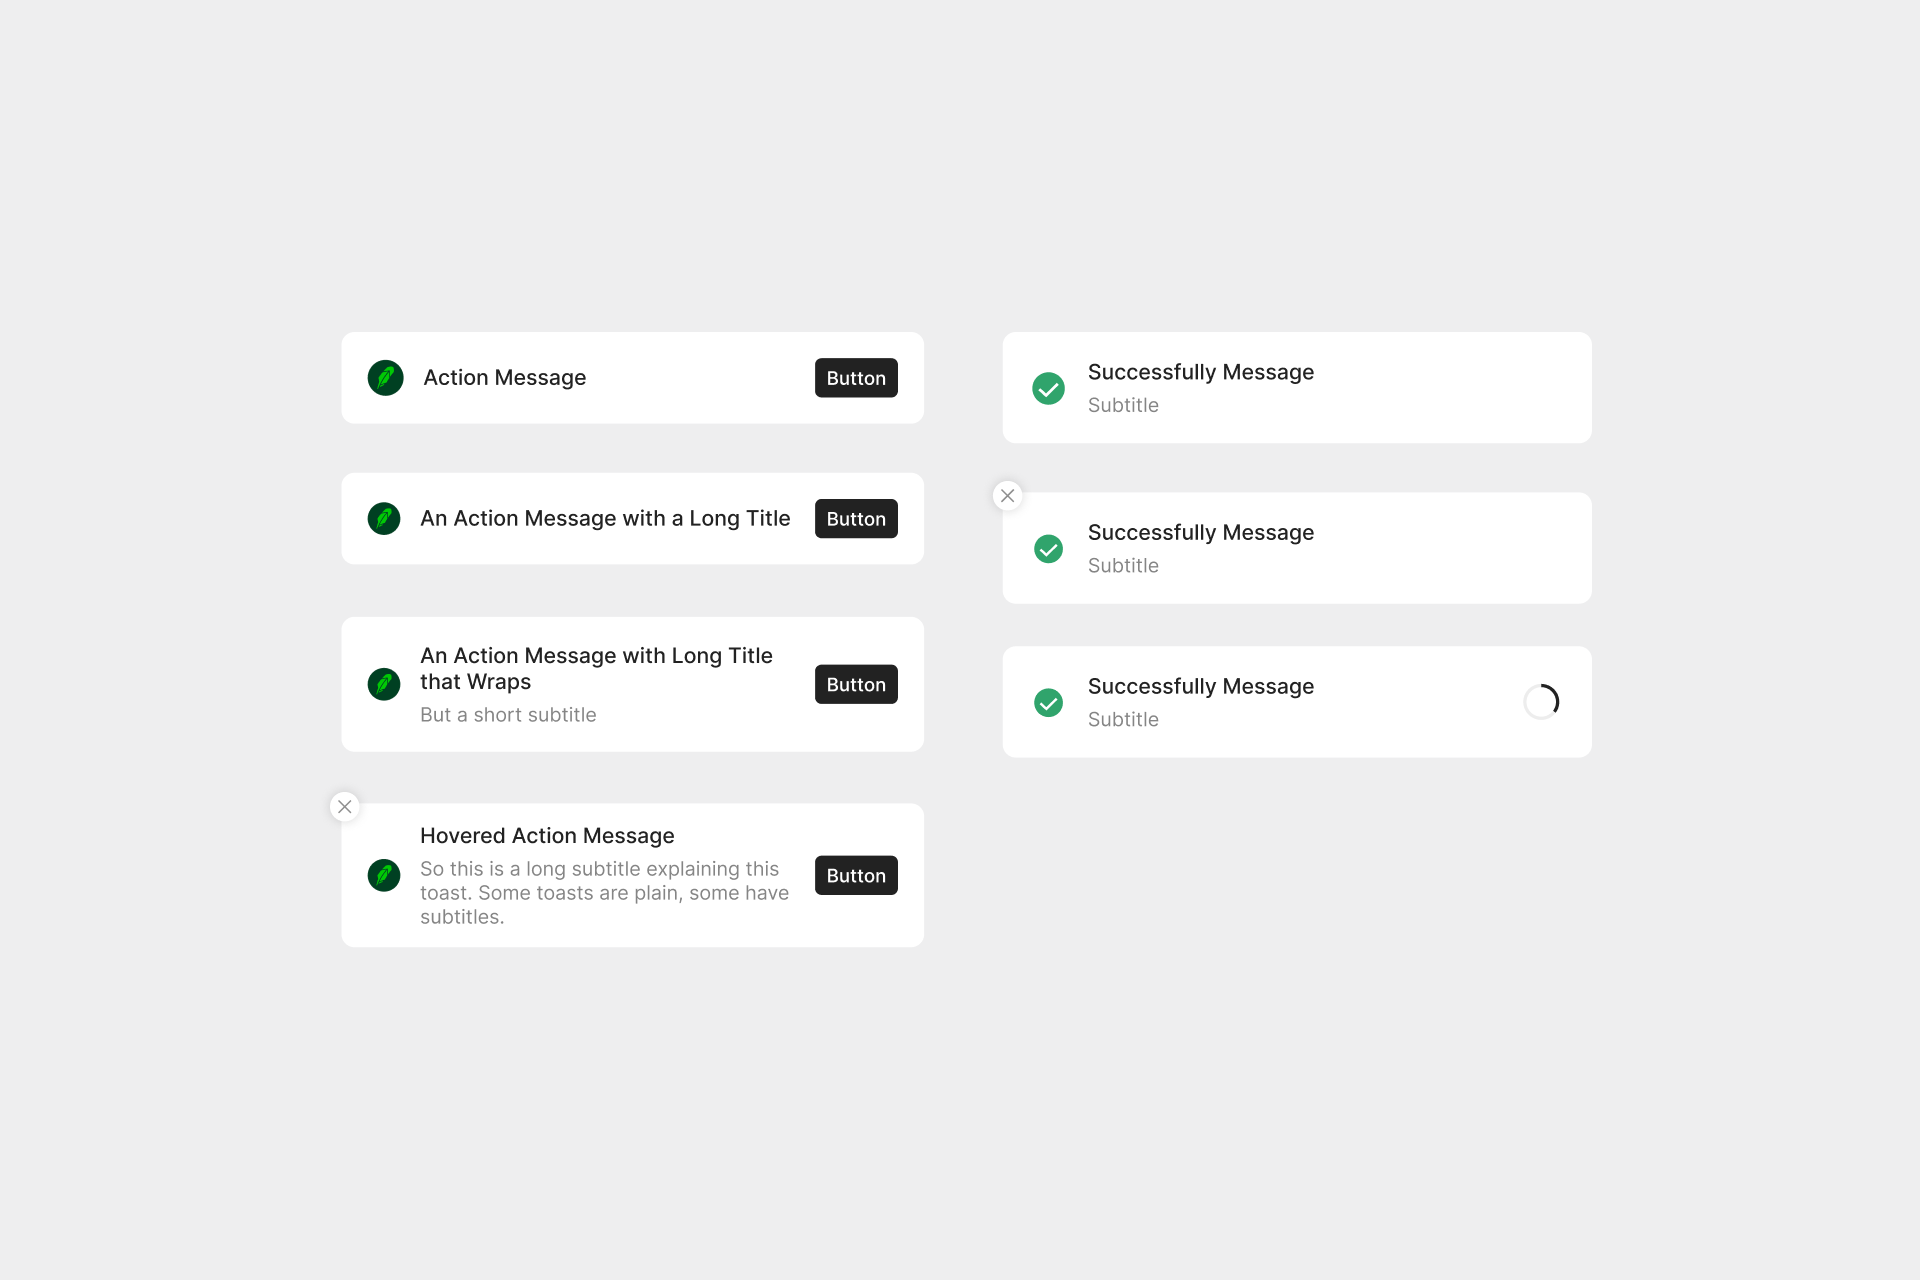 Action Message
Button
An Action Message with a Long Title
Button
An Action Message with Long Title
that Wraps
But a short subtitle
Button
Hovered Action Message
So this is a long subtitle explaining this
toast. Some toasts are plain, some have
subtitles.
Button
Successfully Message
Subtitle
Successfully Message
Subtitle
Successfully Message
Subtitle